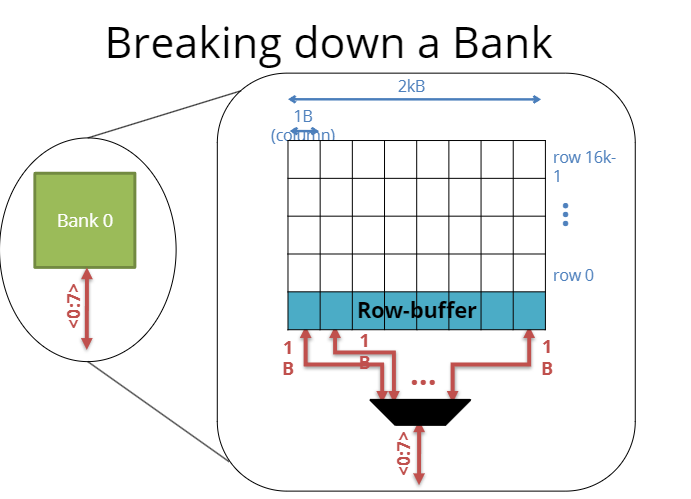 Breaking down a Bank
2kB
1B
(column)
row 16k-
1
Bank 0
<0:7>
row 0
Row-buffer
1
B
1
B
1
B
...
<0:7>